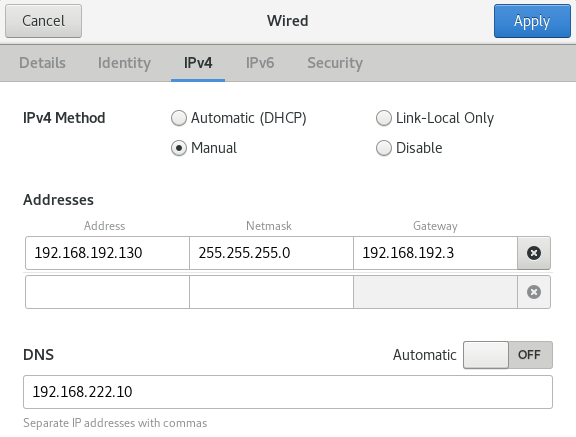 Cancel Wired Apply
Details Identity IPv4 IPv6 Security
IPv4 Method Automatic (DHCP) Link-Local Only
Manual Disable
Addresses
Address Netmask Gateway
192.168.192.130 255.255.255.0 192.168.192.3
DNS Automatic OFF
192.168.222.10
Separate IP addresses with commas